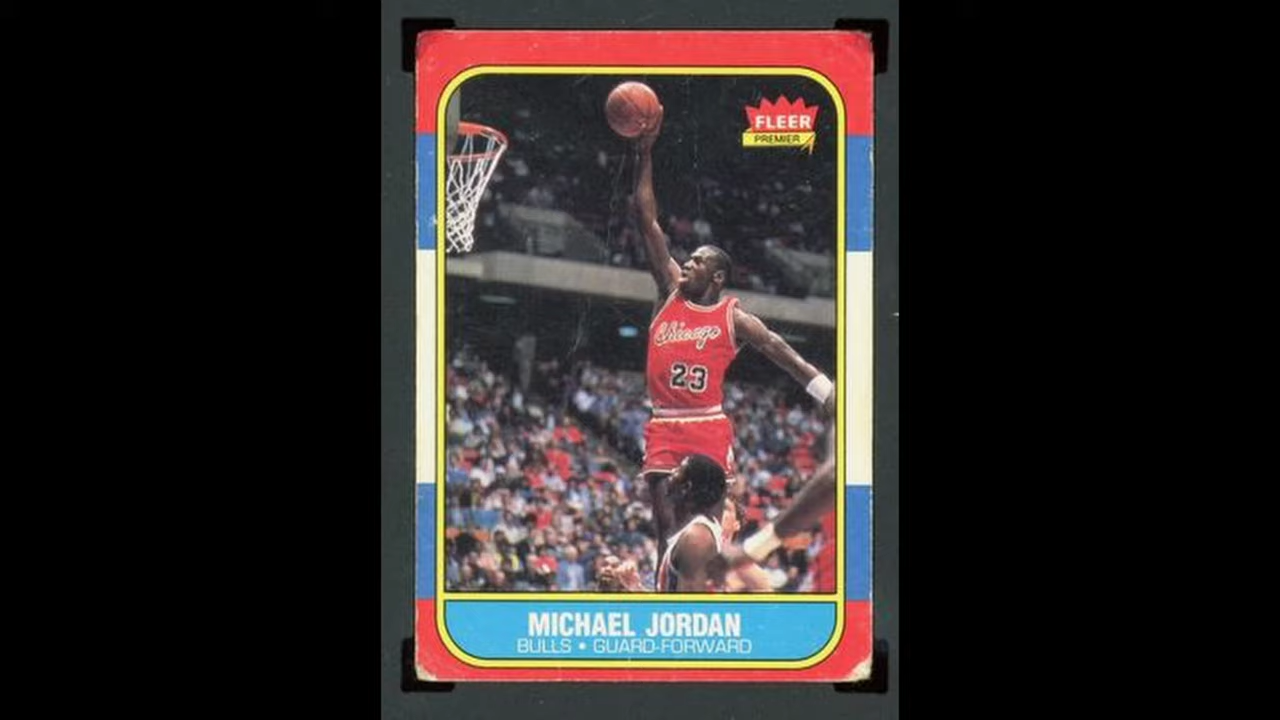 FLEER
PREMIER
Chicago
23
MICHAEL JORDAN
BULLS • GUARD-FORWARD